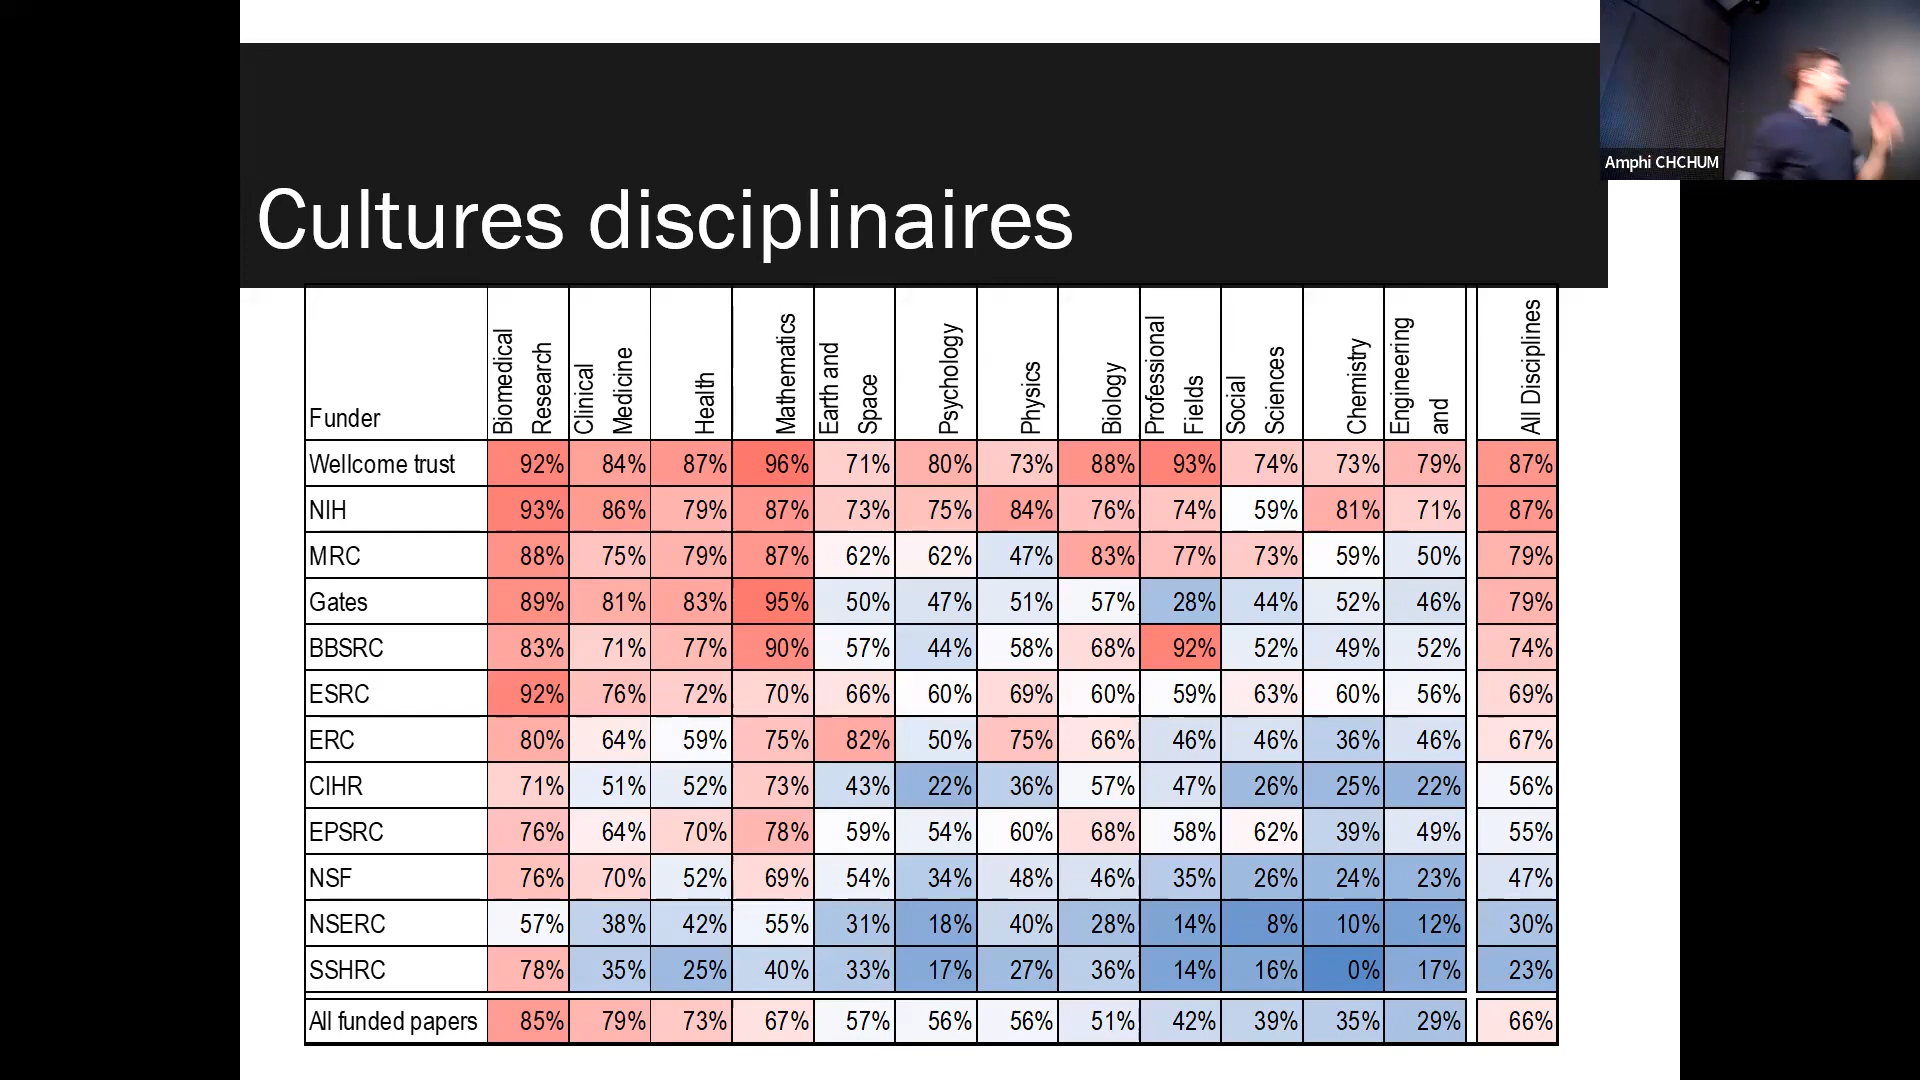 Amphi CHCHUM
Cultures disciplinaires
Funder Biomedical Research Clinical Medicine Health Mathematics Earth and Space Psychology Physics Biology Professional Fields Social Sciences Chemistry Engineering and All Disciplines
Wellcome trust 92% 84% 87% 96% 71% 80% 73% 88% 93% 74% 73% 79% 87%
NIH 93% 86% 79% 87% 73% 75% 84% 76% 74% 59% 81% 71% 87%
MRC 88% 75% 79% 87% 62% 62% 47% 83% 77% 73% 59% 50% 79%
Gates 89% 81% 83% 95% 50% 47% 51% 57% 28% 44% 52% 46% 79%
BBSRC 83% 71% 77% 90% 57% 44% 58% 68% 92% 52% 49% 52% 74%
ESRC 92% 76% 72% 70% 66% 60% 69% 60% 59% 63% 60% 56% 69%
ERC 80% 64% 59% 75% 82% 50% 75% 66% 46% 46% 36% 46% 67%
CIHR 71% 51% 52% 73% 43% 22% 36% 57% 47% 26% 25% 22% 56%
EPSRC 76% 64% 70% 78% 59% 54% 60% 68% 58% 62% 39% 49% 55%
NSF 76% 70% 52% 69% 54% 34% 48% 46% 35% 26% 24% 23% 47%
NSERC 57% 38% 42% 55% 31% 18% 40% 28% 14% 8% 10% 12% 30%
SSHRC 78% 35% 25% 40% 33% 17% 27% 36% 14% 16% 0% 17% 23%
All funded papers 85% 79% 73% 67% 57% 56% 56% 51% 42% 39% 35% 29% 66%